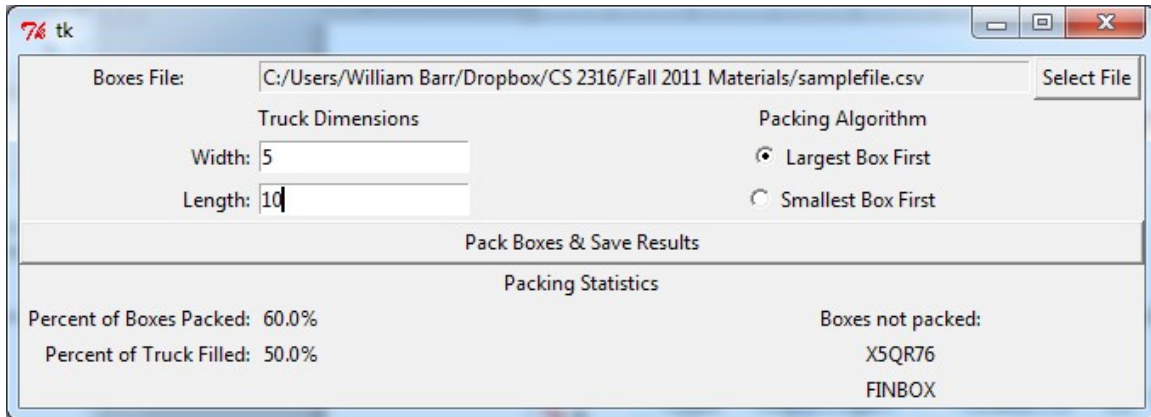 tk
Boxes File: C:/Users/William Barr/Dropbox/CS 2316/Fall 2011 Materials/samplefile.csv Select File
Truck Dimensions Packing Algorithm
Width: 5 Largest Box First
Length: 10 Smallest Box First
Pack Boxes & Save Results
Packing Statistics
Percent of Boxes Packed: 60.0% Boxes not packed:
Percent of Truck Filled: 50.0% X5QR76
FINBOX